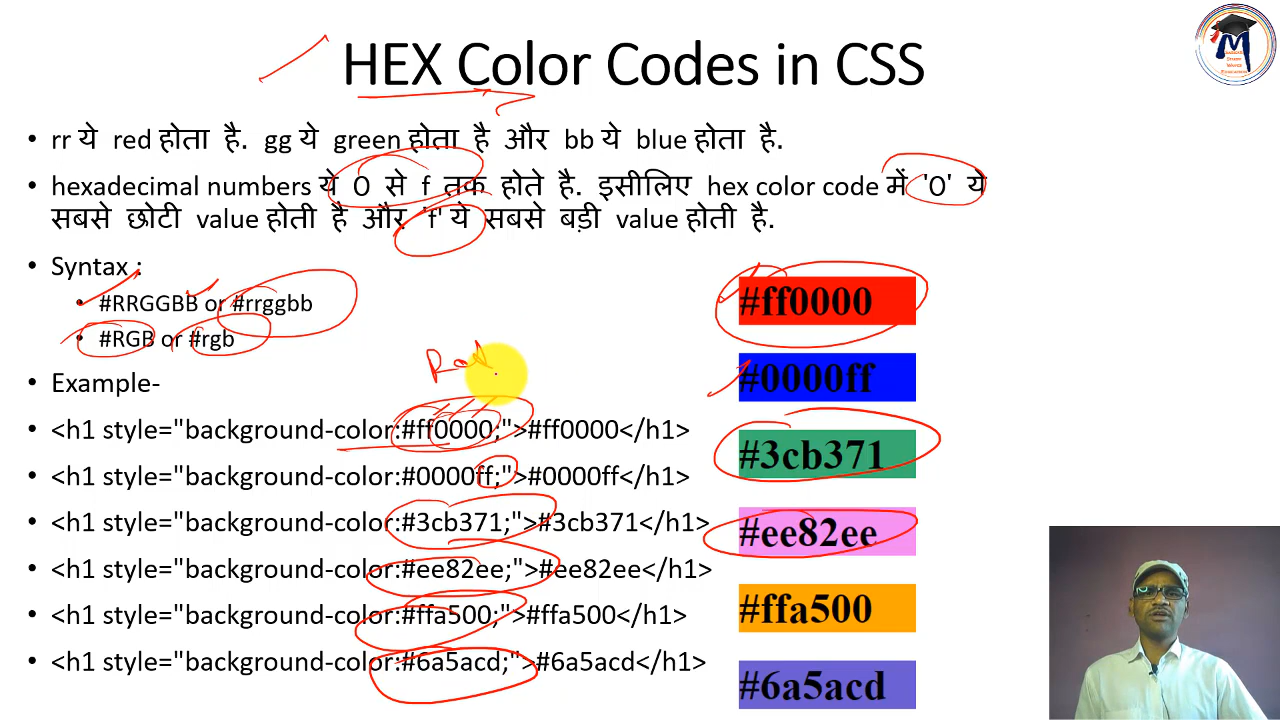 HEX Color Codes in CSS
• rr ये red होता है. gg ये green होता है और bb ये blue होता है.
• hexadecimal numbers ये 0 से f तक होते है. इसीलिए hex color code में '0' ये
सबसे छोटी value होती है और 'f' ये सबसे बड़ी value होती है.
• Syntax :
• #RRGGBB or #rrggbb
• #RGB or #rgb
• Example-
Red
• <h1 style="background-color:#ff0000;">#ff0000</h1>
• <h1 style="background-color:#0000ff;">#0000ff</h1>
• <h1 style="background-color:#3cb371;">#3cb371</h1>
• <h1 style="background-color:#ee82ee;">#ee82ee</h1>
• <h1 style="background-color:#ffa500;">#ffa500</h1>
• <h1 style="background-color:#6a5acd;">#6a5acd</h1>
#ff0000
#0000ff
#3cb371
#ee82ee
#ffa500
#6a5acd
M